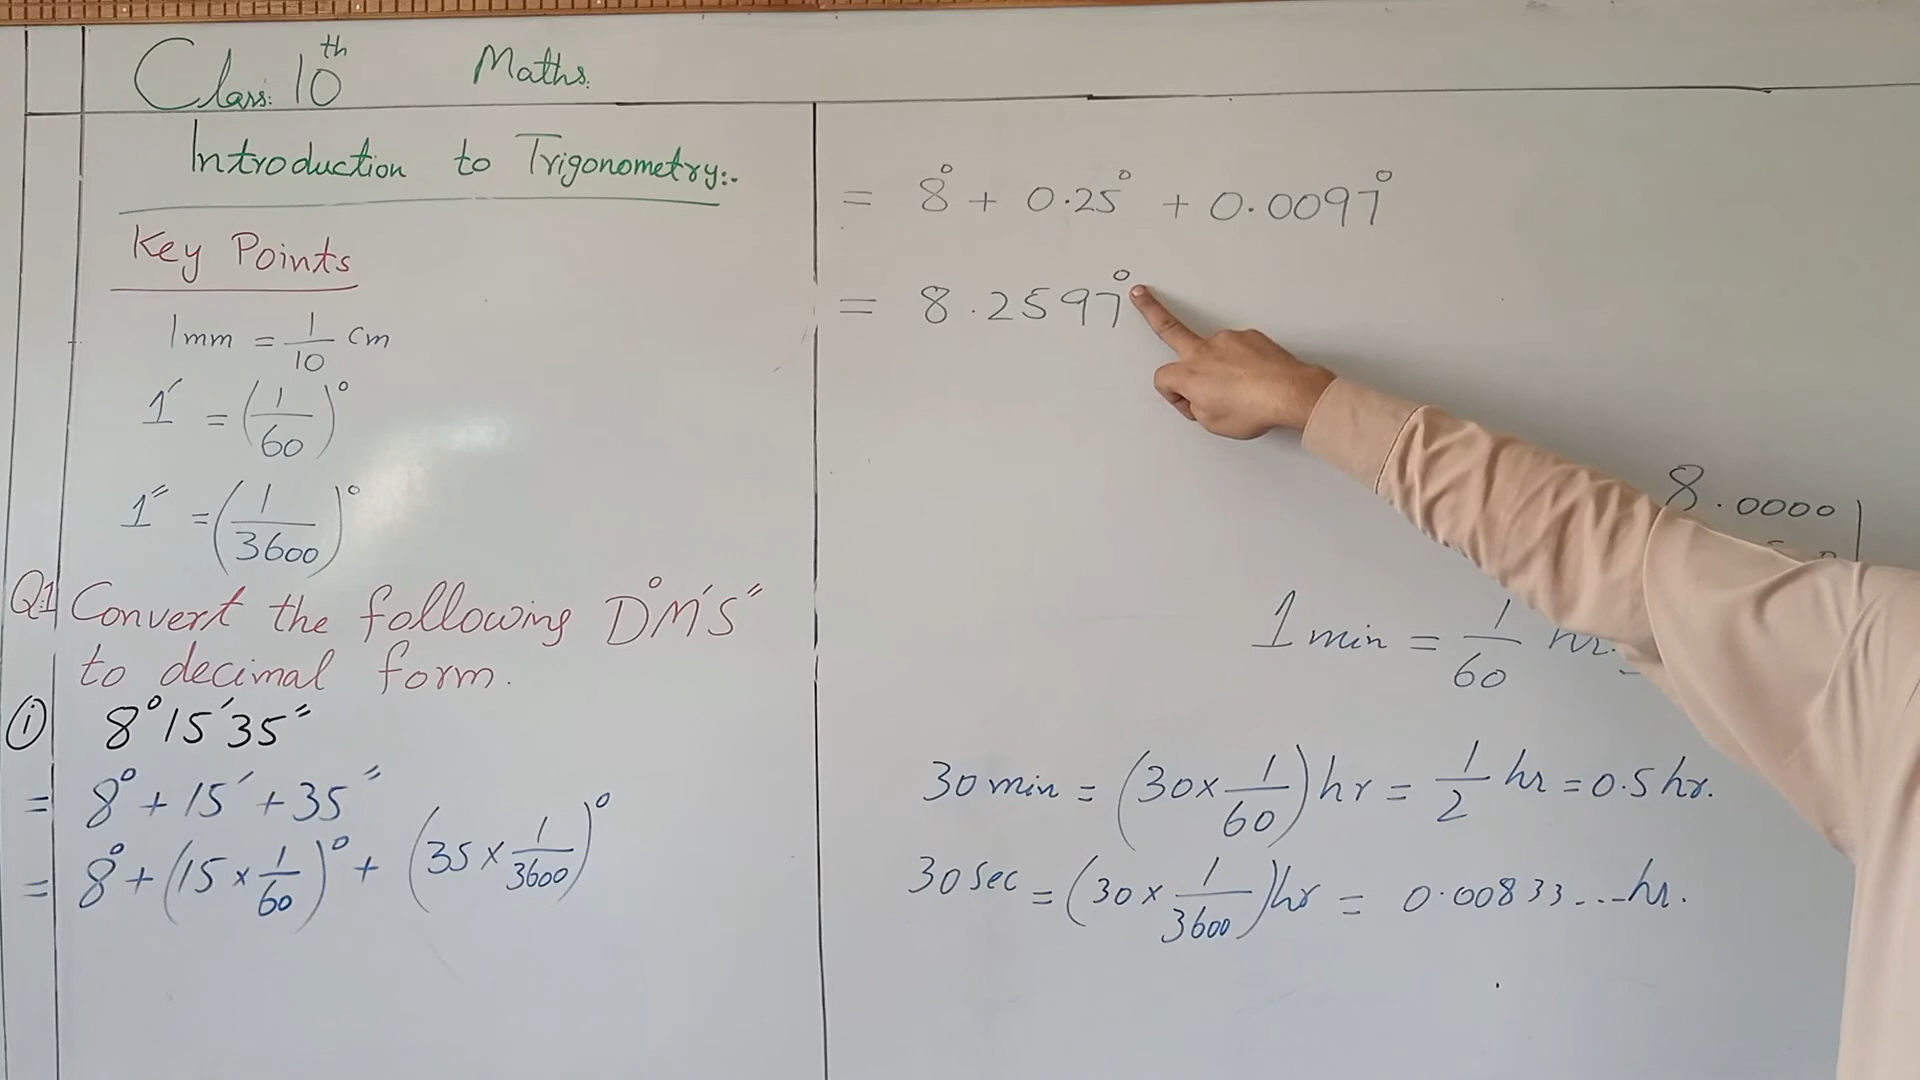 Class: 10th Maths.
Introduction to Trigonometry:-
Key Points
1mm = 1/10 cm
1′ = (1/60)°
1″ = (1/3600)°
Q.1 Convert the following D°M′S″
to decimal form.
(i) 8°15′35″
= 8° + 15′ + 35″
= 8° + (15 × 1/60)° + (35 × 1/3600)°
= 8° + 0.25° + 0.0097°
= 8.2597°
8.0000
1 min = 1/60 hr.
30 min = (30 × 1/60) hr = 1/2 hr = 0.5 hr.
30 sec = (30 × 1/3600) hr = 0.00833... hr.